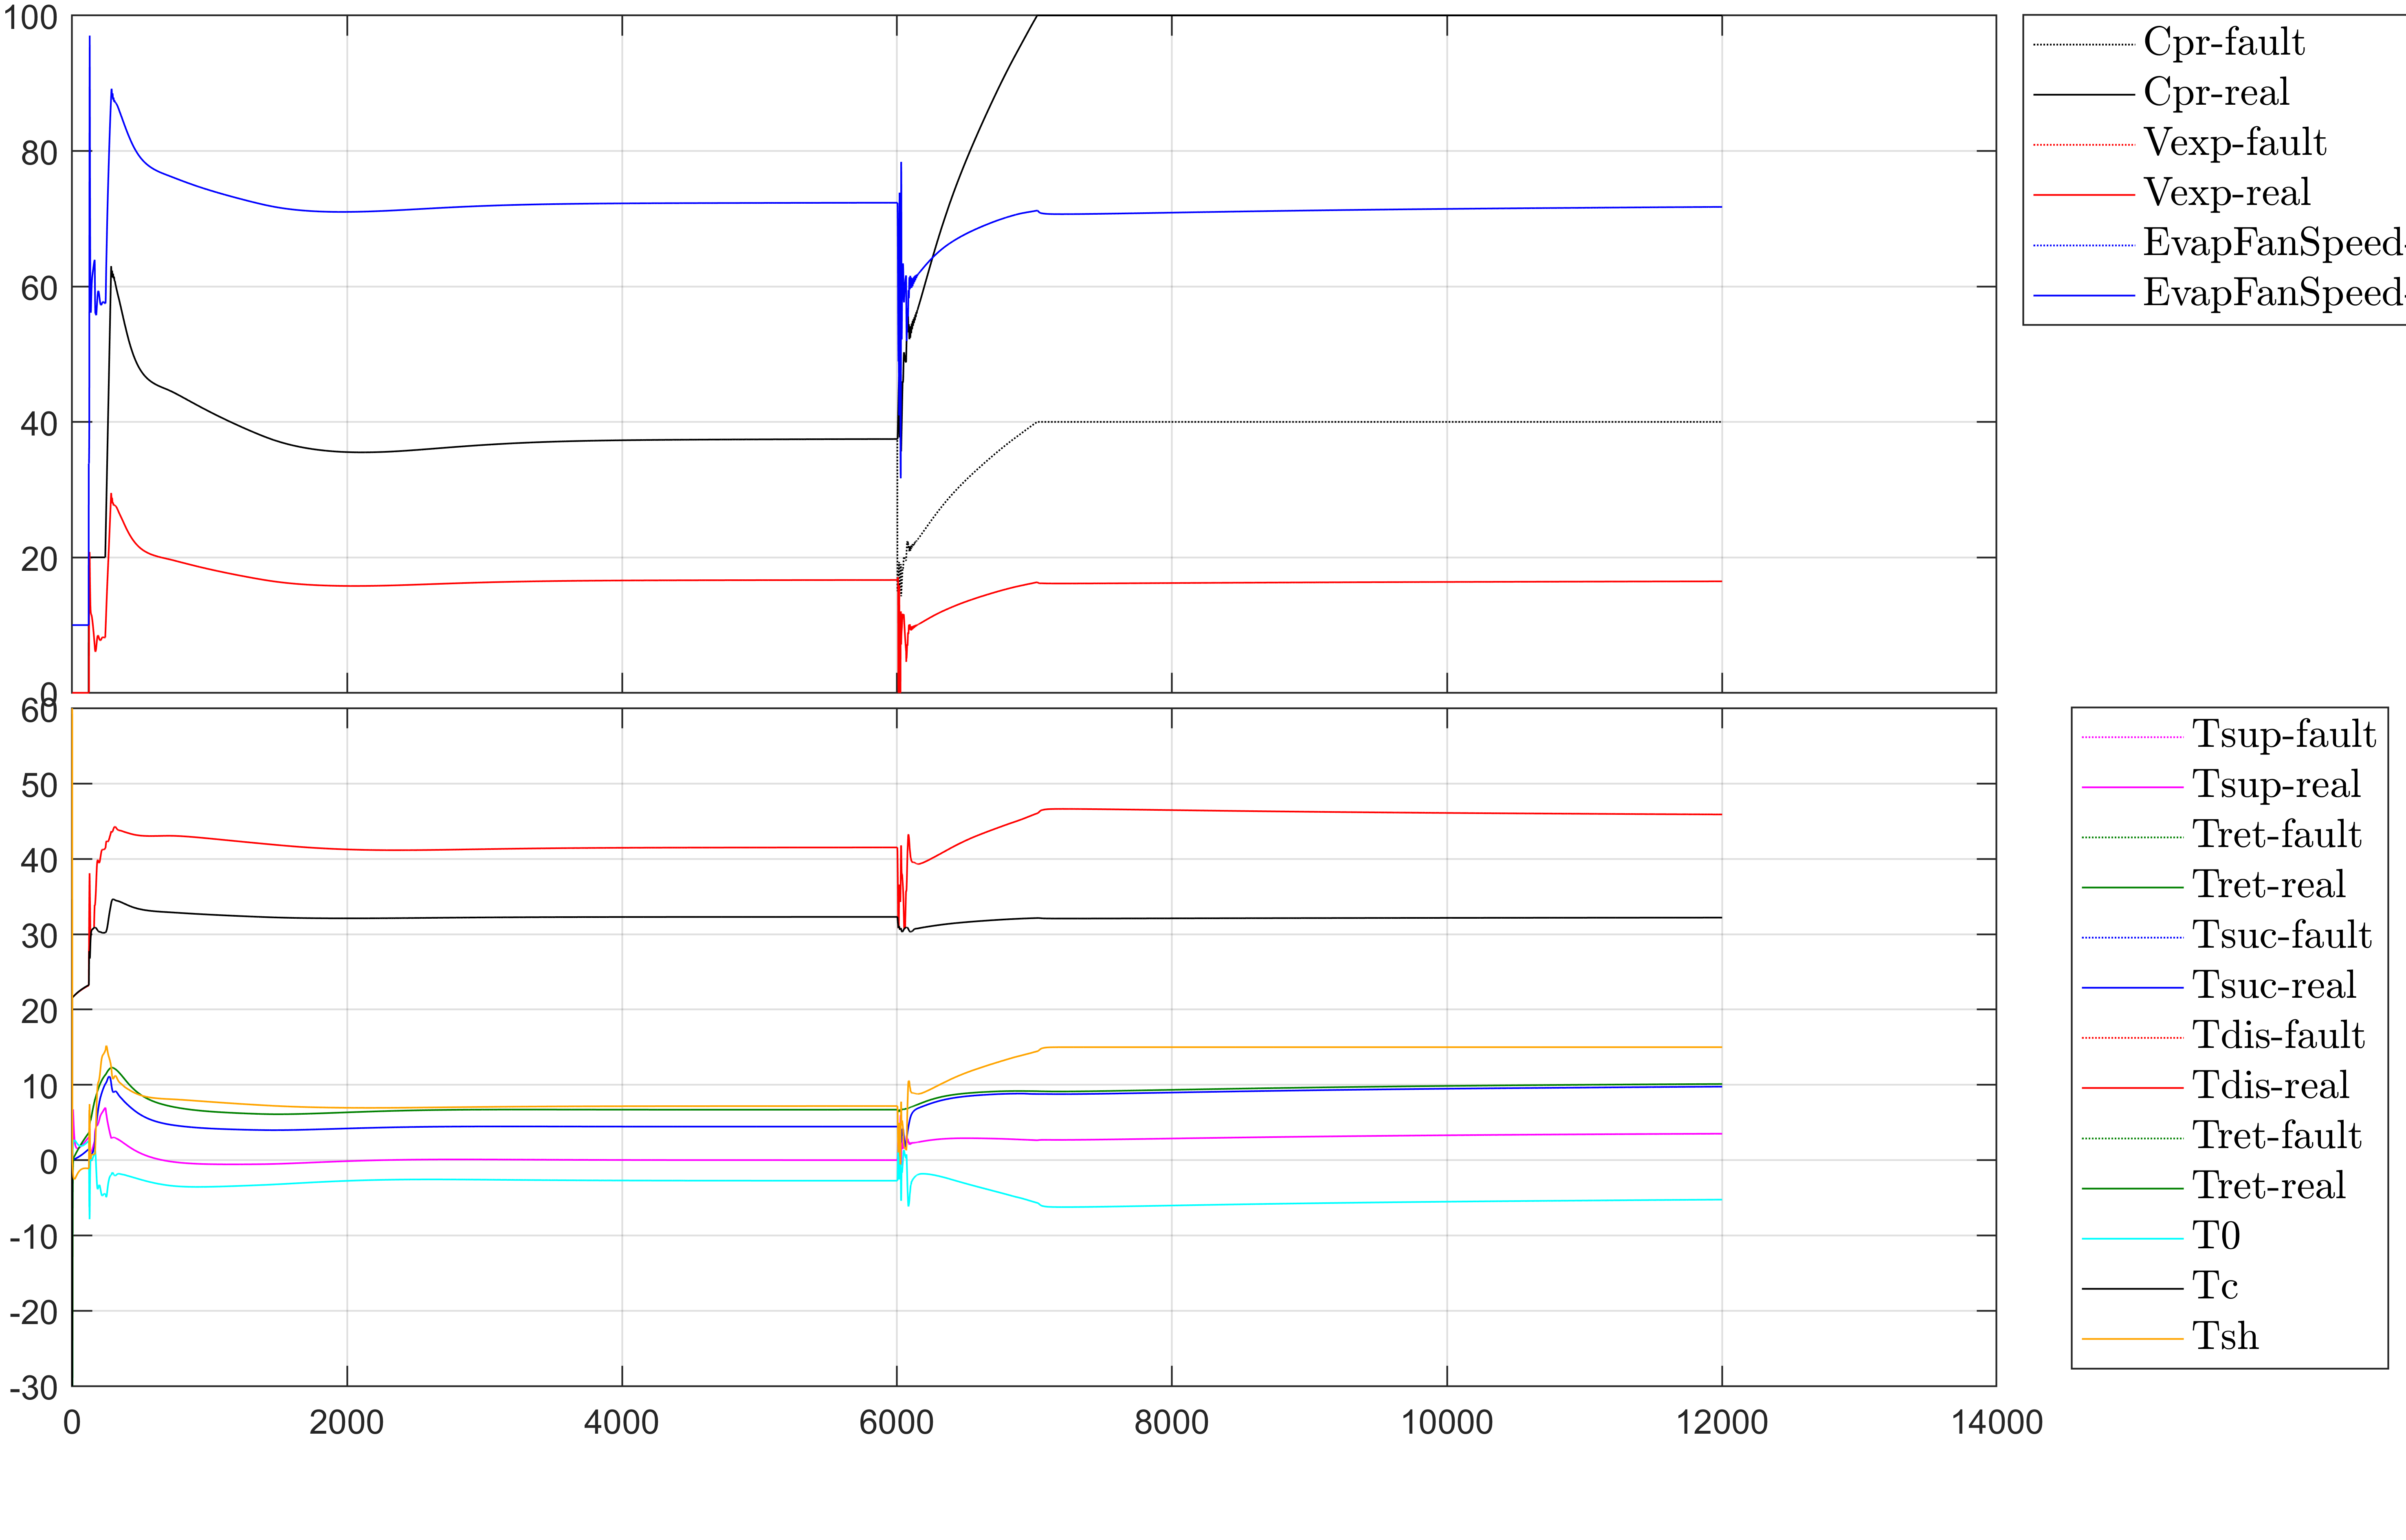 100
80
60
40
20
0
Cpr-fault
Cpr-real
Vexp-fault
Vexp-real
EvapFanSpeed-
EvapFanSpeed-
60
50
40
30
20
10
0
-10
-20
-30
0 2000 4000 6000 8000 10000 12000 14000
Tsup-fault
Tsup-real
Tret-fault
Tret-real
Tsuc-fault
Tsuc-real
Tdis-fault
Tdis-real
Tret-fault
Tret-real
T0
Tc
Tsh